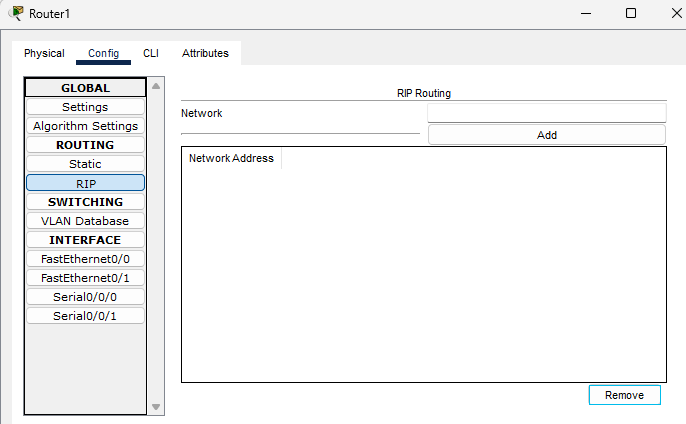 Router1
Physical Config CLI Attributes
GLOBAL
Settings
Algorithm Settings
ROUTING
Static
RIP
SWITCHING
VLAN Database
INTERFACE
FastEthernet0/0
FastEthernet0/1
Serial0/0/0
Serial0/0/1
RIP Routing
Network
Add
Network Address
Remove